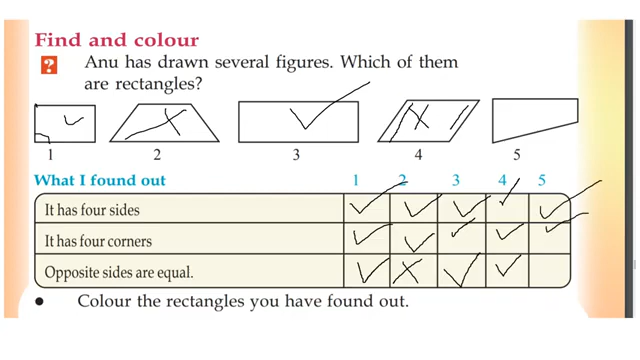 Find and colour
? Anu has drawn several figures. Which of them
are rectangles?
1 2 3 4 5
What I found out 1 2 3 4 5
It has four sides ✓ ✓ ✓ ✓ ✓
It has four corners ✓ ✓ ✓ ✓ ✓
Opposite sides are equal. ✓ ✗ ✓ ✓
● Colour the rectangles you have found out.